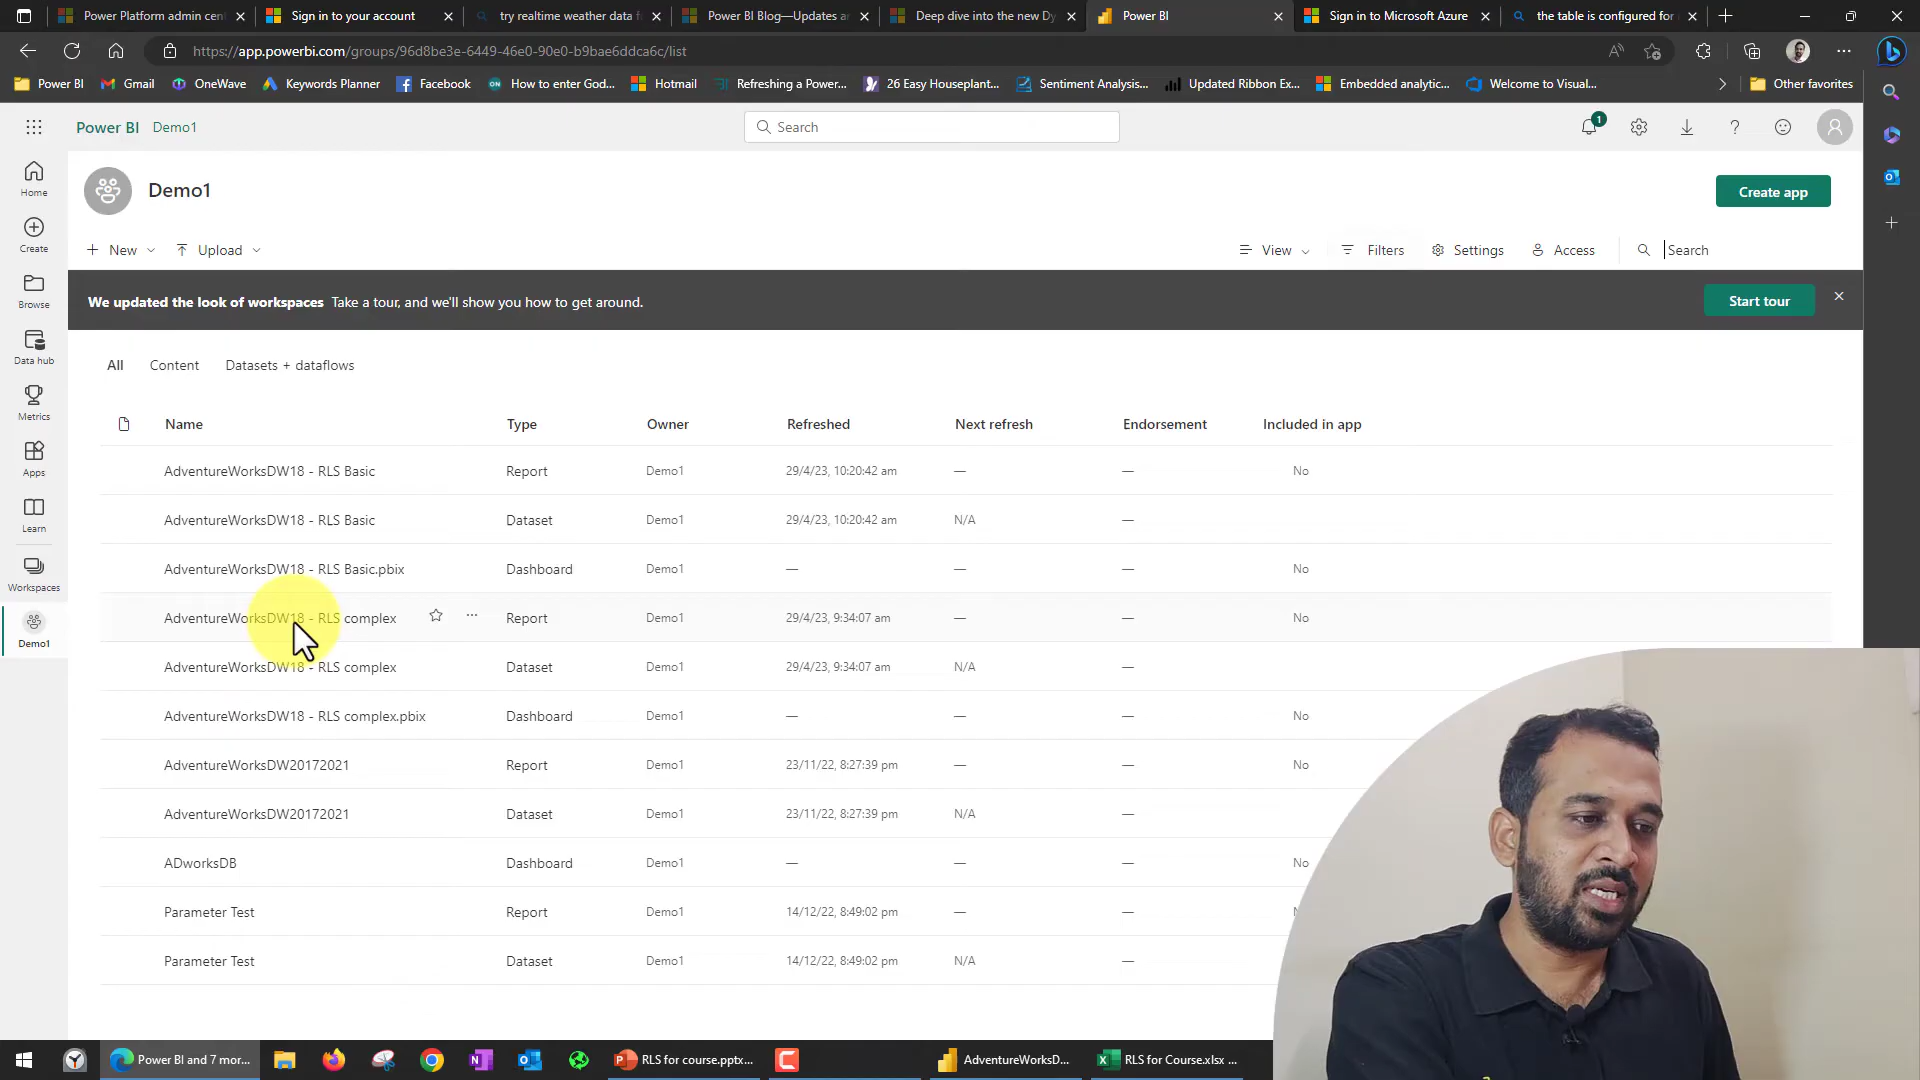 Power Platform admin cen
Sign in to your account
try realtime weather data f
Power BI Blog—Updates a
Deep dive into the new Dy
Power BI
Sign in to Microsoft Azure
the table is configured for
https://app.powerbi.com/groups/96d8be3e-6449-46e0-90e0-b9bae6ddca6c/list
Power BI
Gmail
OneWave
Keywords Planner
Facebook
How to enter God...
Hotmail
Refreshing a Power...
26 Easy Houseplant...
Sentiment Analysis...
Updated Ribbon Ex...
Embedded analytic...
Welcome to Visual...
Other favorites
Power BI Demo1
Search
1
Home
Create
Browse
Data hub
Metrics
Apps
Learn
Workspaces
Demo1
Demo1
Create app
New Upload
View Filters Settings Access Search
We updated the look of workspaces Take a tour, and we'll show you how to get around.
Start tour
All Content Datasets + dataflows
Name Type Owner Refreshed Next refresh Endorsement Included in app
AdventureWorksDW18 - RLS Basic Report Demo1 29/4/23, 10:20:42 am — — No
AdventureWorksDW18 - RLS Basic Dataset Demo1 29/4/23, 10:20:42 am N/A —
AdventureWorksDW18 - RLS Basic.pbix Dashboard Demo1 — — — No
AdventureWorksDW18 - RLS complex ... Report Demo1 29/4/23, 9:34:07 am — — No
AdventureWorksDW18 - RLS complex Dataset Demo1 29/4/23, 9:34:07 am N/A —
AdventureWorksDW18 - RLS complex.pbix Dashboard Demo1 — — — No
AdventureWorksDW20172021 Report Demo1 23/11/22, 8:27:39 pm — — No
AdventureWorksDW20172021 Dataset Demo1 23/11/22, 8:27:39 pm N/A —
ADworksDB Dashboard Demo1 — — — No
Parameter Test Report Demo1 14/12/22, 8:49:02 pm — —
Parameter Test Dataset Demo1 14/12/22, 8:49:02 pm N/A —
Power BI and 7 mor...
RLS for course.pptx...
AdventureWorksD...
RLS for Course.xlsx ...